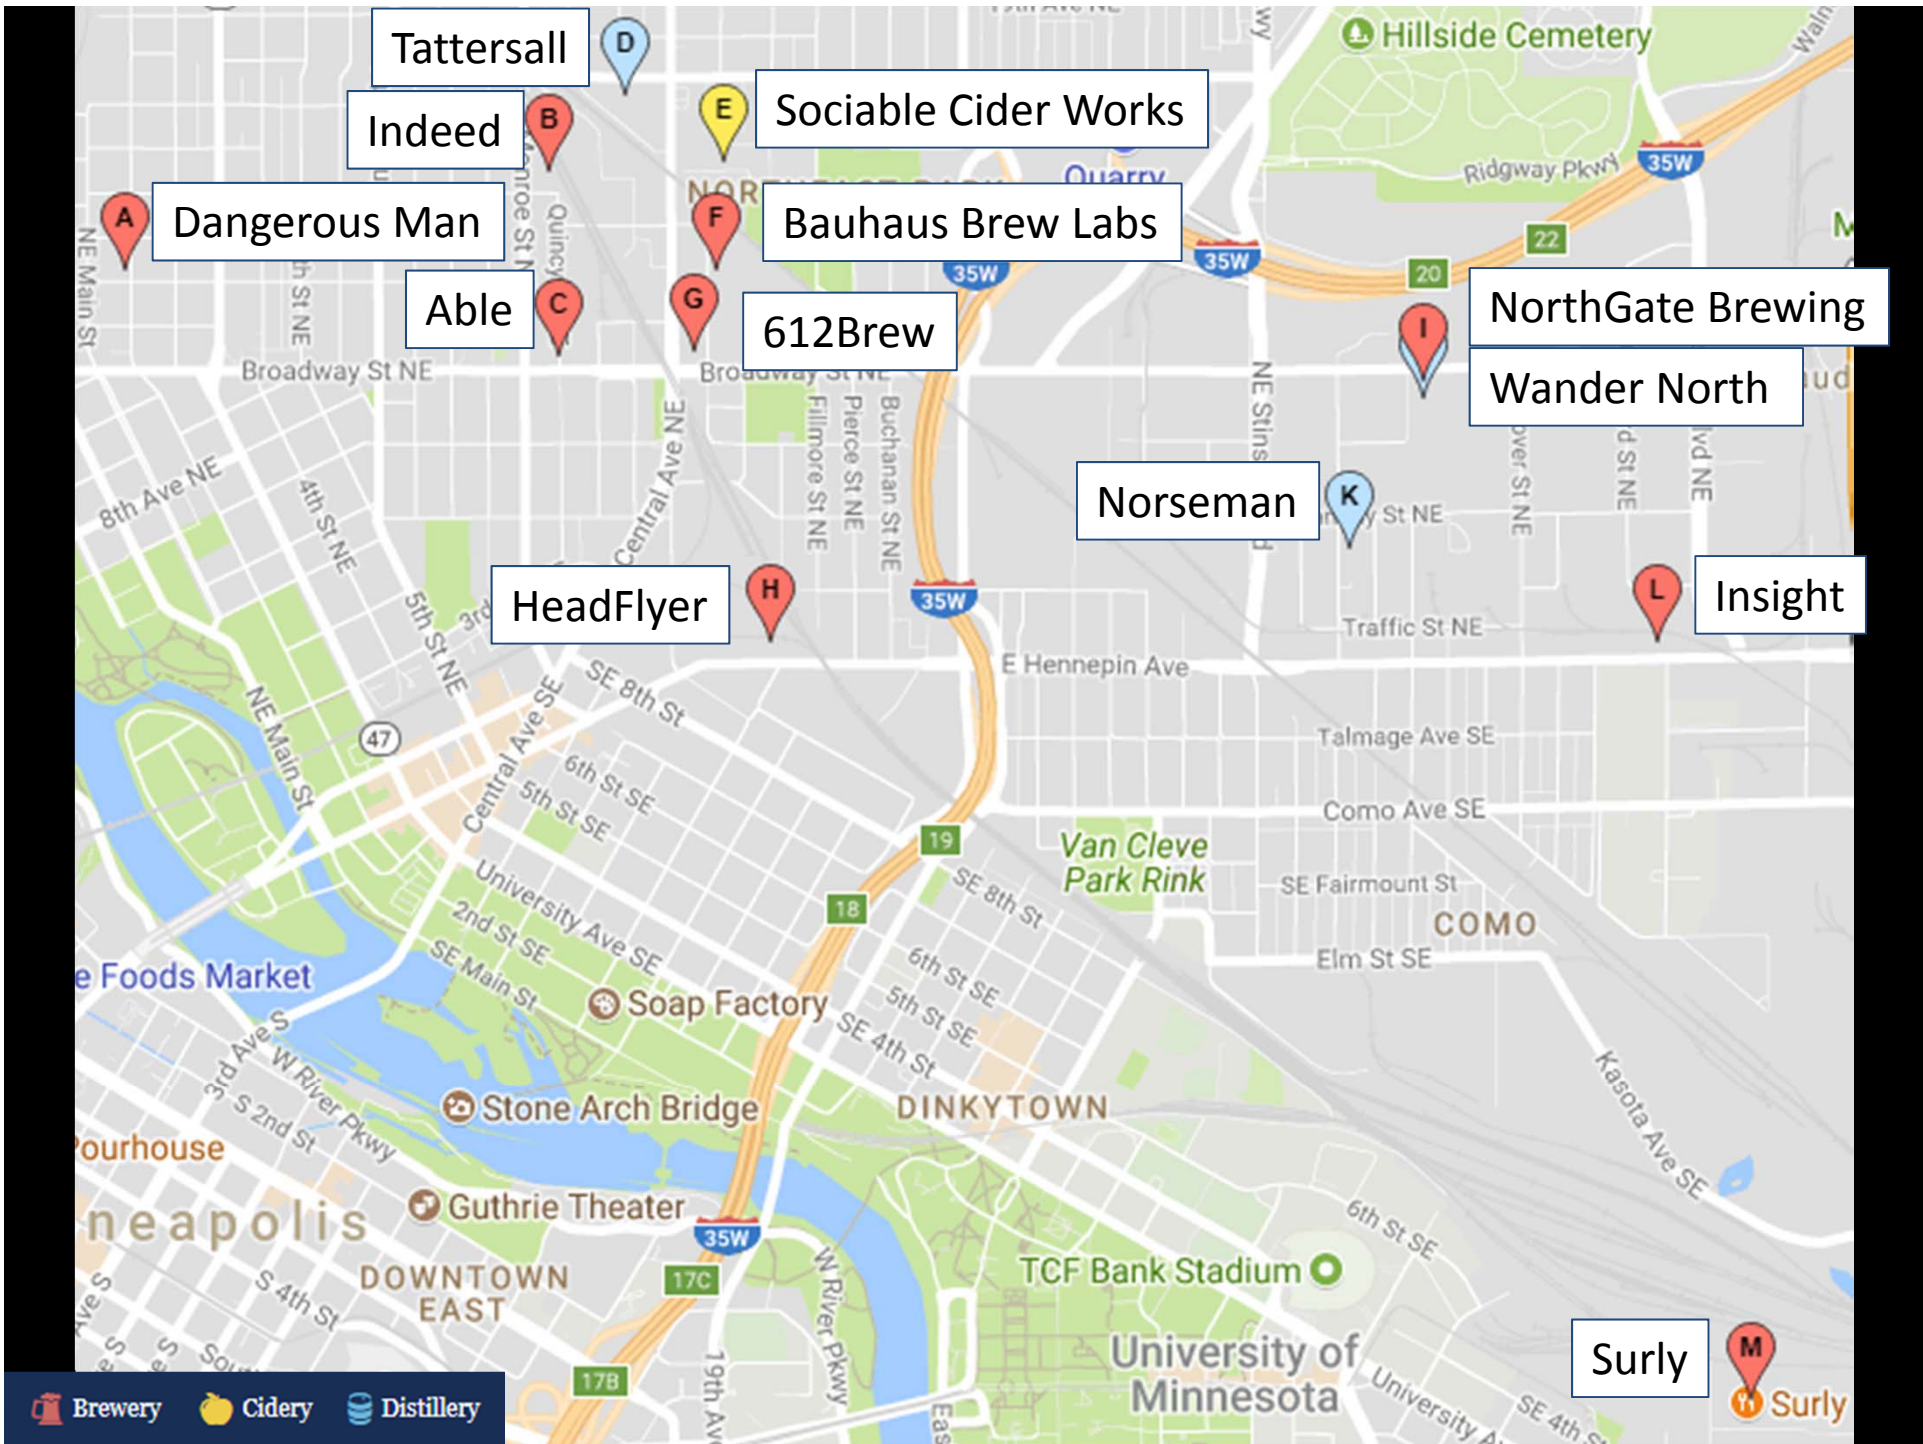 Tattersall
D
Hillside Cemetery
Indeed
B
E
Sociable Cider Works
Quarry
Ridgway Pkwy
35W
A
Dangerous Man
Quincy
F
Bauhaus Brew Labs
35W
35W
22
20
NE Main St
Able
C
G
612Brew
I
NorthGate Brewing
Wander North
Broadway St NE
Broadway St NE
8th Ave NE
4th St NE
Central Ave NE
Fillmore St NE
Pierce St NE
Buchanan St NE
Norseman
K
HeadFlyer
H
35W
L
Insight
Traffic St NE
5th St NE
E Hennepin Ave
SE 8th St
NE Main St
47
Central Ave SE
Talmage Ave SE
6th St SE
5th St SE
Como Ave SE
19
Van Cleve
Park Rink
SE 8th St
SE Fairmount St
18
COMO
University Ave SE
2nd St SE
SE Main St
Elm St SE
e Foods Market
6th St SE
5th St SE
Soap Factory
SE 4th St
3rd Ave S
W River Pkwy
S 2nd St
Stone Arch Bridge
DINKYTOWN
Kasota Ave SE
ourhouse
Guthrie Theater
neapolis
35W
6th St SE
W River Pkwy
TCF Bank Stadium
DOWNTOWN
EAST
17C
S 4th St
University of
Minnesota
Surly
M
Surly
17B
19th Av
University A
SE 4th St
East
Brewery
Cidery
Distillery